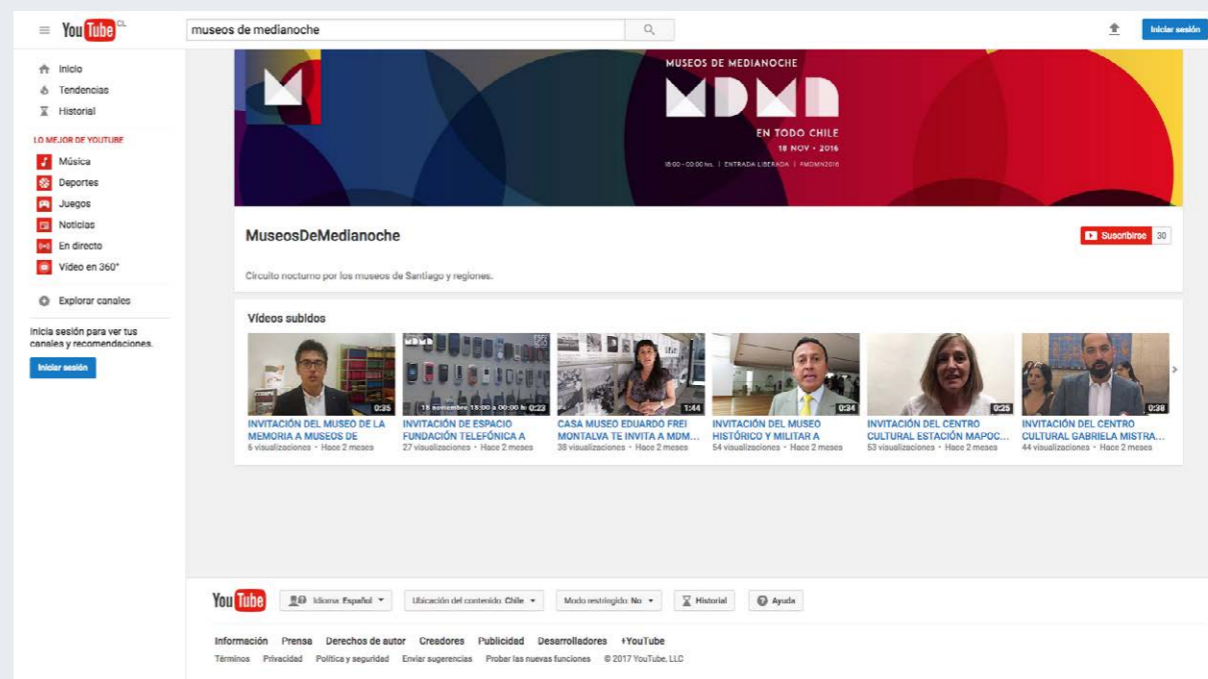 YouTube CL
museos de medianoche
Iniciar sesión
Inicio
Tendencias
Historial
LO MEJOR DE YOUTUBE
Música
Deportes
Juegos
Noticias
En directo
Vídeo en 360°
Explorar canales
Inicia sesión para ver tus
canales y recomendaciones.
Iniciar sesión
MUSEOS DE MEDIANOCHE
MDMN
EN TODO CHILE
18 NOV • 2016
18:00 - 00:00 hrs. | ENTRADA LIBERADA | #MDMN2016
MuseosDeMedianoche
Suscribirse 30
Circuito nocturno por los museos de Santiago y regiones.
Vídeos subidos
0:35
18 noviembre 18:00 a 00:00 h 0:23
1:44
0:34
0:25
0:38
INVITACIÓN DEL MUSEO DE LA
MEMORIA A MUSEOS DE
6 visualizaciones • Hace 2 meses
INVITACIÓN DE ESPACIO
FUNDACIÓN TELEFÓNICA A
27 visualizaciones • Hace 2 meses
CASA MUSEO EDUARDO FREI
MONTALVA TE INVITA A MDM...
38 visualizaciones • Hace 2 meses
INVITACIÓN DEL MUSEO
HISTÓRICO Y MILITAR A
54 visualizaciones • Hace 2 meses
INVITACIÓN DEL CENTRO
CULTURAL ESTACIÓN MAPOC...
53 visualizaciones • Hace 2 meses
INVITACIÓN DEL CENTRO
CULTURAL GABRIELA MISTRA...
44 visualizaciones • Hace 2 meses
YouTube
Idioma: Español
Ubicación del contenido: Chile
Modo restringido: No
Historial
Ayuda
Información Prensa Derechos de autor Creadores Publicidad Desarrolladores +YouTube
Términos Privacidad Política y seguridad Enviar sugerencias Probar las nuevas funciones © 2017 YouTube, LLC